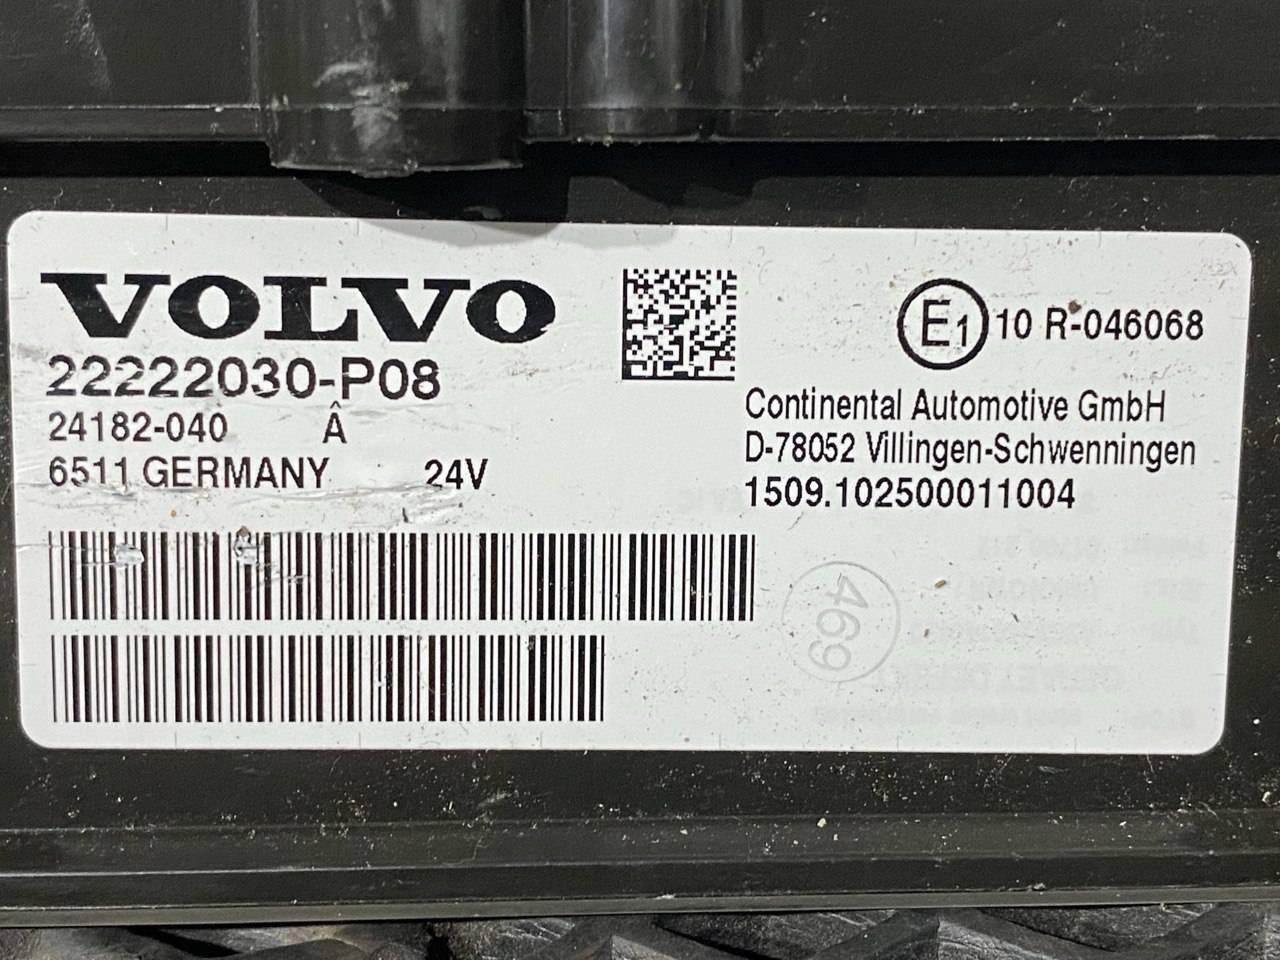 VOLVO
22222030-P08
24182-040 Â
6511 GERMANY 24V
E1 10 R-046068
Continental Automotive GmbH
D-78052 Villingen-Schwenningen
1509.102500011004
469